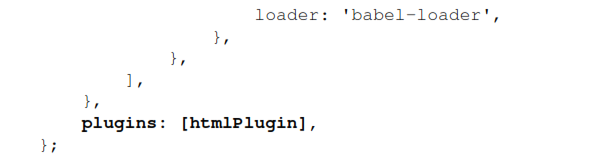 loader: 'babel-loader',
},
},
],
},
plugins: [htmlPlugin],
};